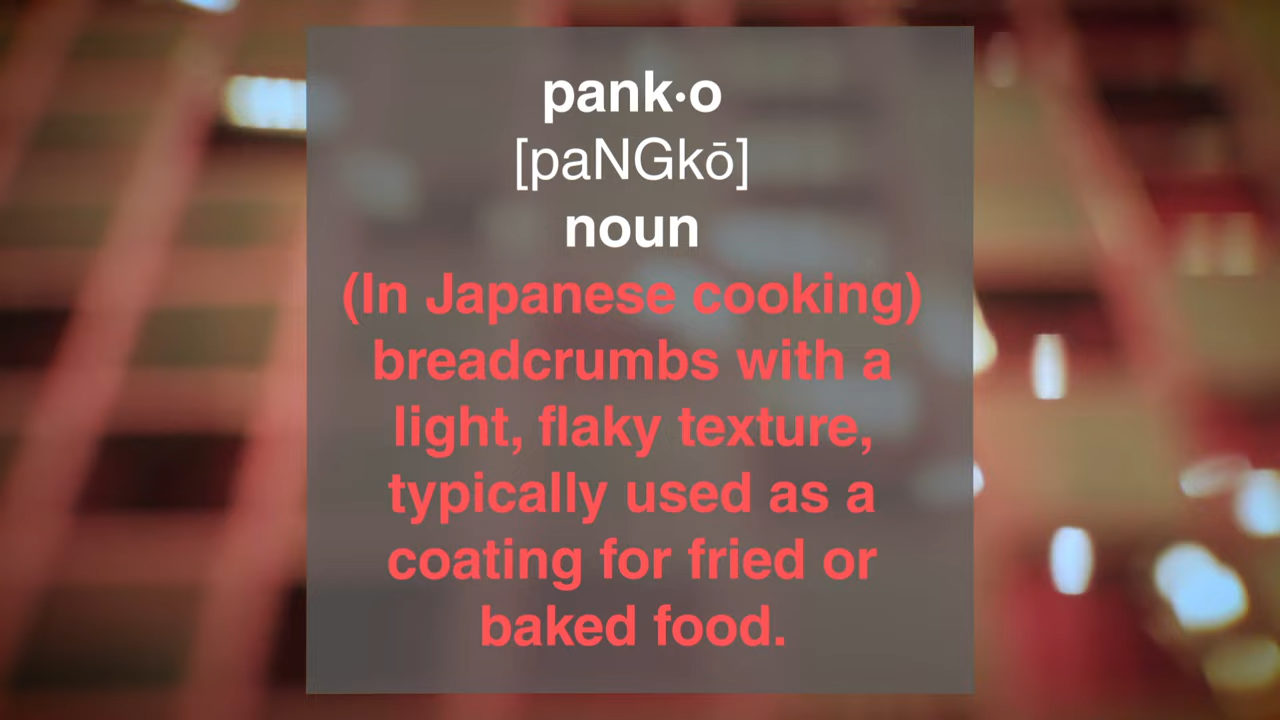 pank·o
[paNGkō]
noun
(In Japanese cooking)
breadcrumbs with a
light, flaky texture,
typically used as a
coating for fried or
baked food.